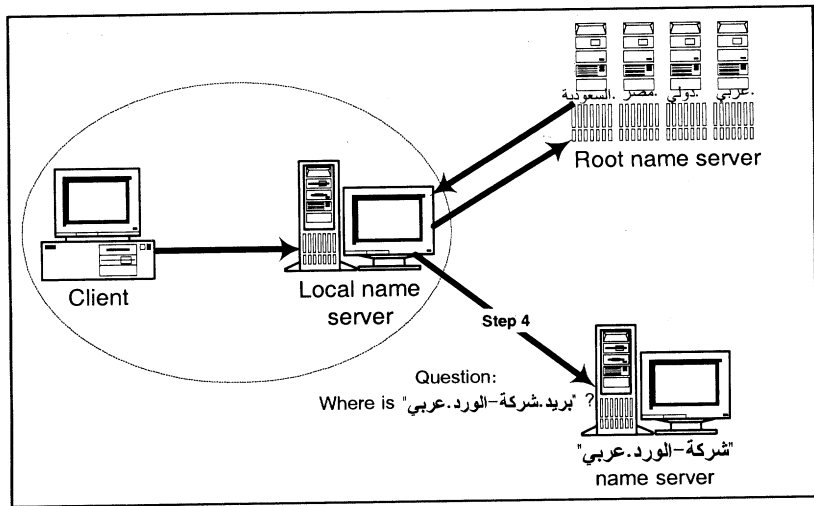 السعودية.
مصر.
دولي.
عربي.
Root name server
Client
Local name
server
Step 4
Question:
Where is "بريد.شركة-الورد.عربي" ?
"شركة-الورد.عربي"
name server